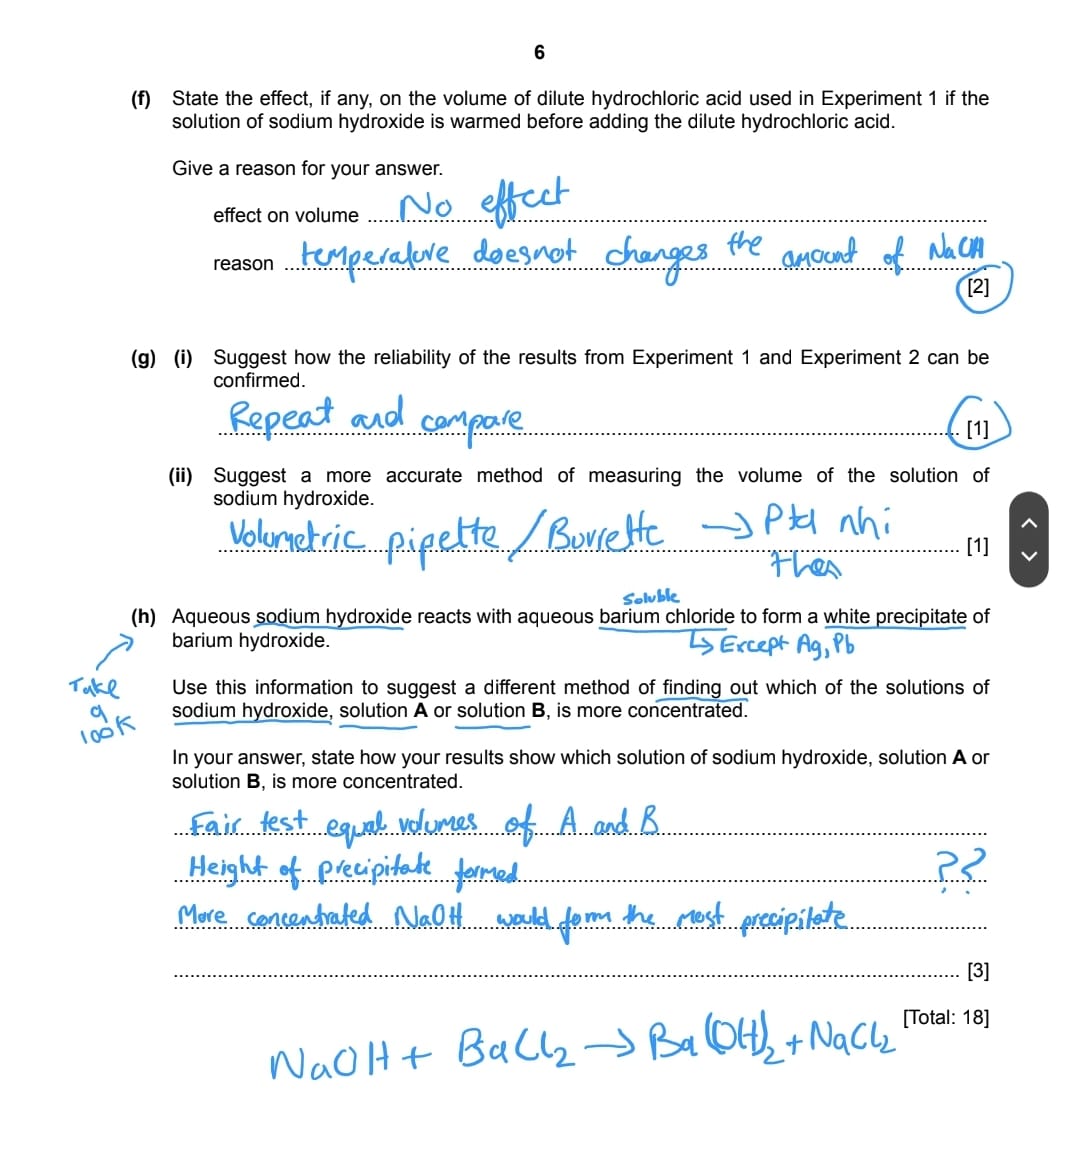 6
(f) State the effect, if any, on the volume of dilute hydrochloric acid used in Experiment 1 if the
solution of sodium hydroxide is warmed before adding the dilute hydrochloric acid.
Give a reason for your answer.
effect on volume No effect
reason temperature doesnot changes the amount of
[2]
(g) (i) Suggest how the reliability of the results from Experiment 1 and Experiment 2 can be
confirmed.
Repeat and compare
[1]
(ii) Suggest a more accurate method of measuring the volume of the solution of
sodium hydroxide.
Volumetric pipette / Burrette → nhi
[1]
Soluble
(h) Aqueous sodium hydroxide reacts with aqueous barium chloride to form a white precipitate of
barium hydroxide.
↳ Except Ag, Pb
Take
a
look
Use this information to suggest a different method of finding out which of the solutions of
sodium hydroxide, solution A or solution B, is more concentrated.
In your answer, state how your results show which solution of sodium hydroxide, solution A or
solution B, is more concentrated.
Fair test equal volumes of A and B
Height of precipitate formed ??
More concentrated NaOH would form the most precipitate
[3]
[Total: 18]
NaOH + BaCl2 → Ba(OH)2 + NaCl2